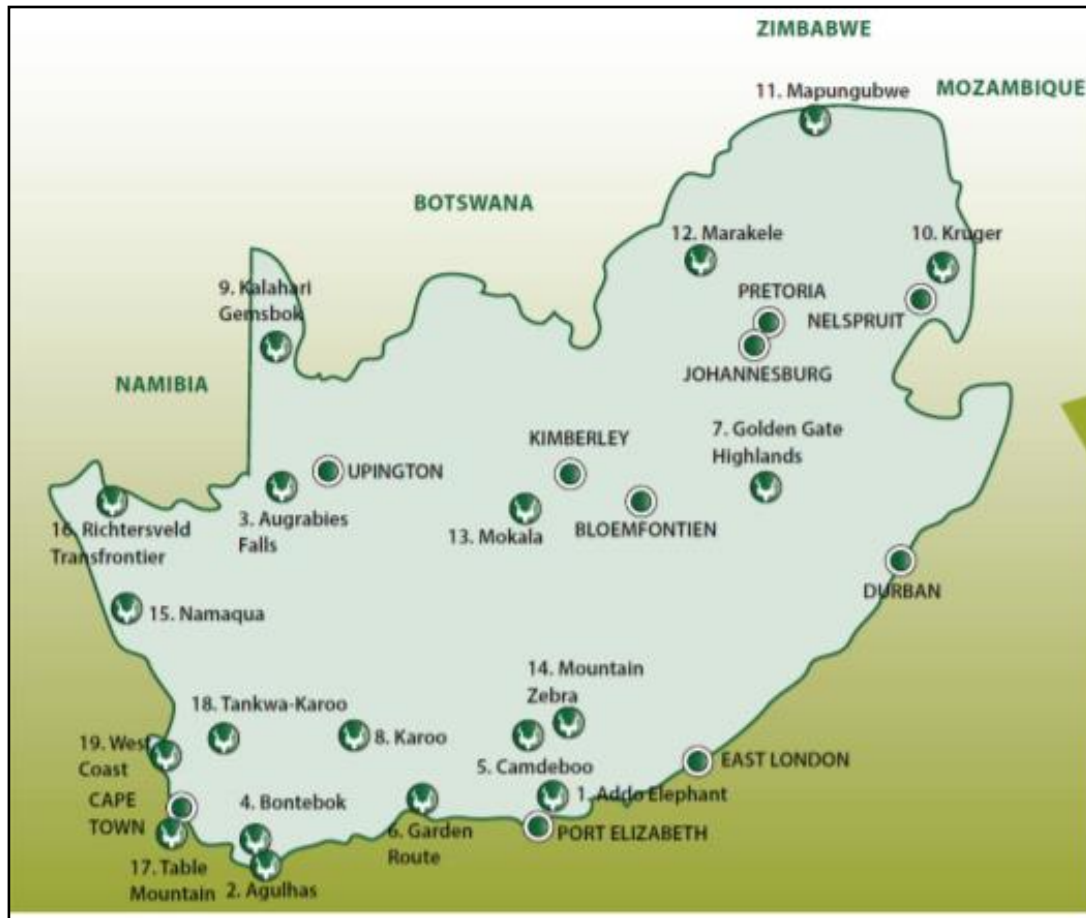 ZIMBABWE
MOZAMBIQUE
11. Mapungubwe
BOTSWANA
12. Marakele
10. Kruger
9. Kalahari
Gemsbok
PRETORIA
NELSPRUIT
JOHANNESBURG
NAMIBIA
KIMBERLEY
7. Golden Gate
Highlands
UPINGTON
3. Augrabies
Falls
13. Mokala
BLOEMFONTIEN
16. Richtersveld
Transfrontier
DURBAN
15. Namaqua
14. Mountain
Zebra
18. Tankwa-Karoo
8. Karoo
19. West
Coast
5. Camdeboo
EAST LONDON
1. Addo Elephant
CAPE
TOWN
4. Bontebok
6. Garden
Route
PORT ELIZABETH
17. Table
Mountain
2. Agulhas